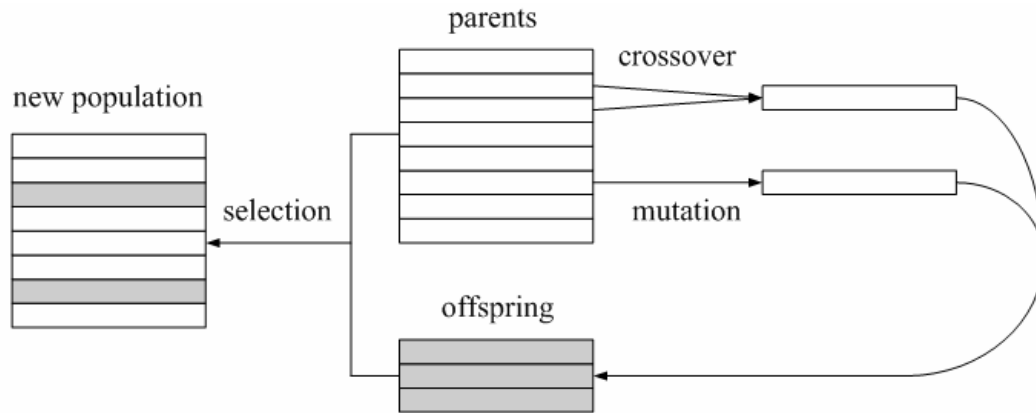 parents
crossover
new population
selection
mutation
offspring